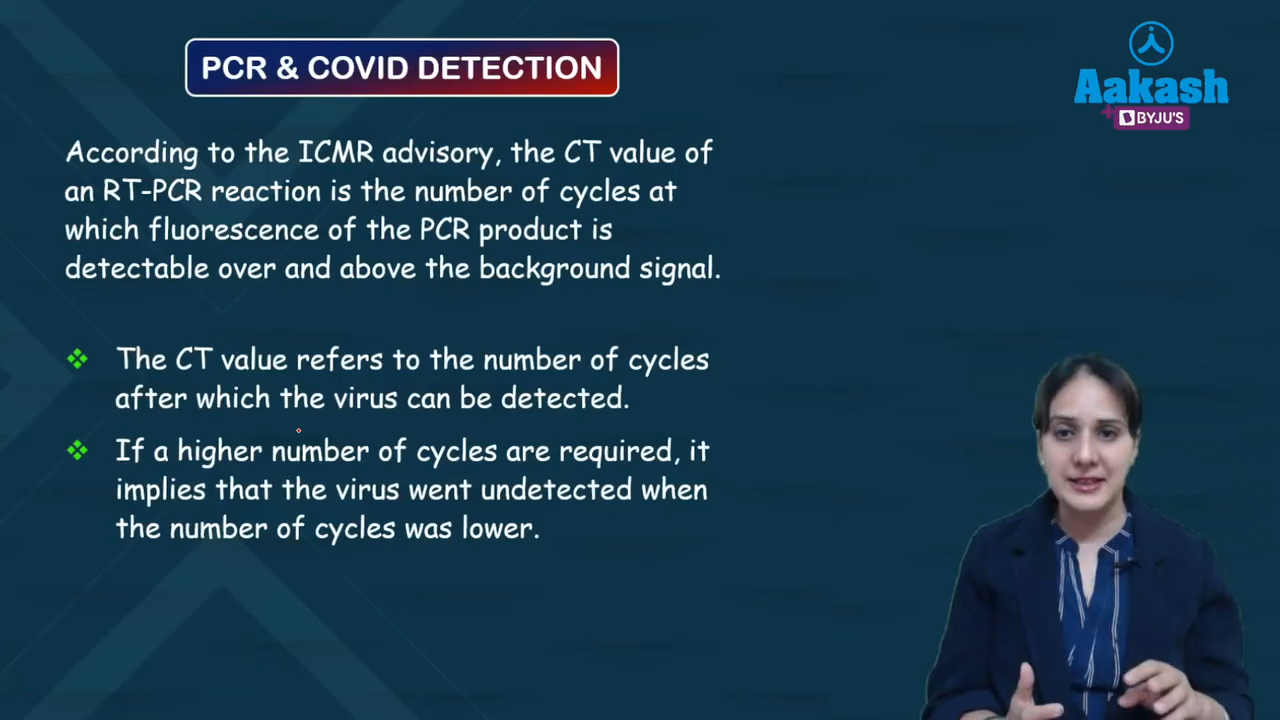 PCR & COVID DETECTION
Aakash
+
BYJU'S
According to the ICMR advisory, the CT value of
an RT-PCR reaction is the number of cycles at
which fluorescence of the PCR product is
detectable over and above the background signal.
The CT value refers to the number of cycles
after which the virus can be detected.
If a higher number of cycles are required, it
implies that the virus went undetected when
the number of cycles was lower.